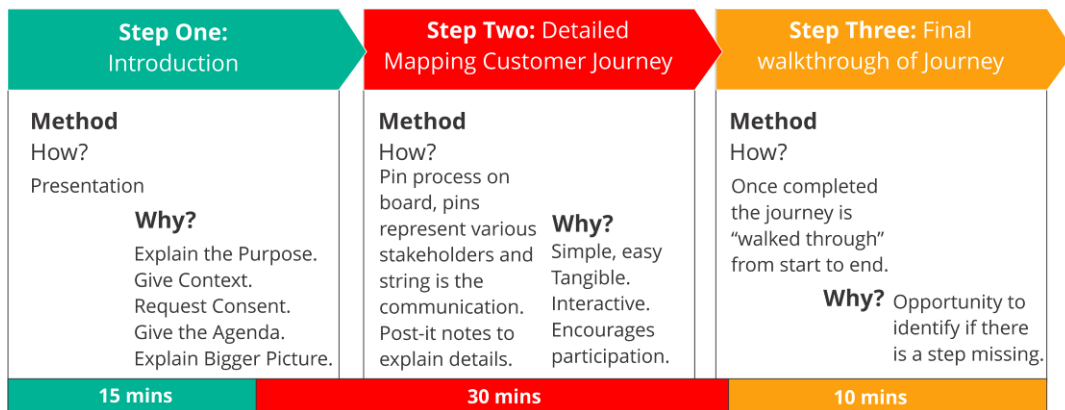 Step One:
Introduction
Method
How?
Presentation
Why?
Explain the Purpose.
Give Context.
Request Consent.
Give the Agenda.
Explain Bigger Picture.
15 mins
Step Two: Detailed
Mapping Customer Journey
Method
How?
Pin process on
board, pins
represent various
stakeholders and
string is the
communication.
Post-it notes to
explain details.
Why?
Simple, easy
Tangible.
Interactive.
Encourages
participation.
30 mins
Step Three: Final
walkthrough of Journey
Method
How?
Once completed
the journey is
“walked through”
from start to end.
Why?
Opportunity to
identify if there
is a step missing.
10 mins